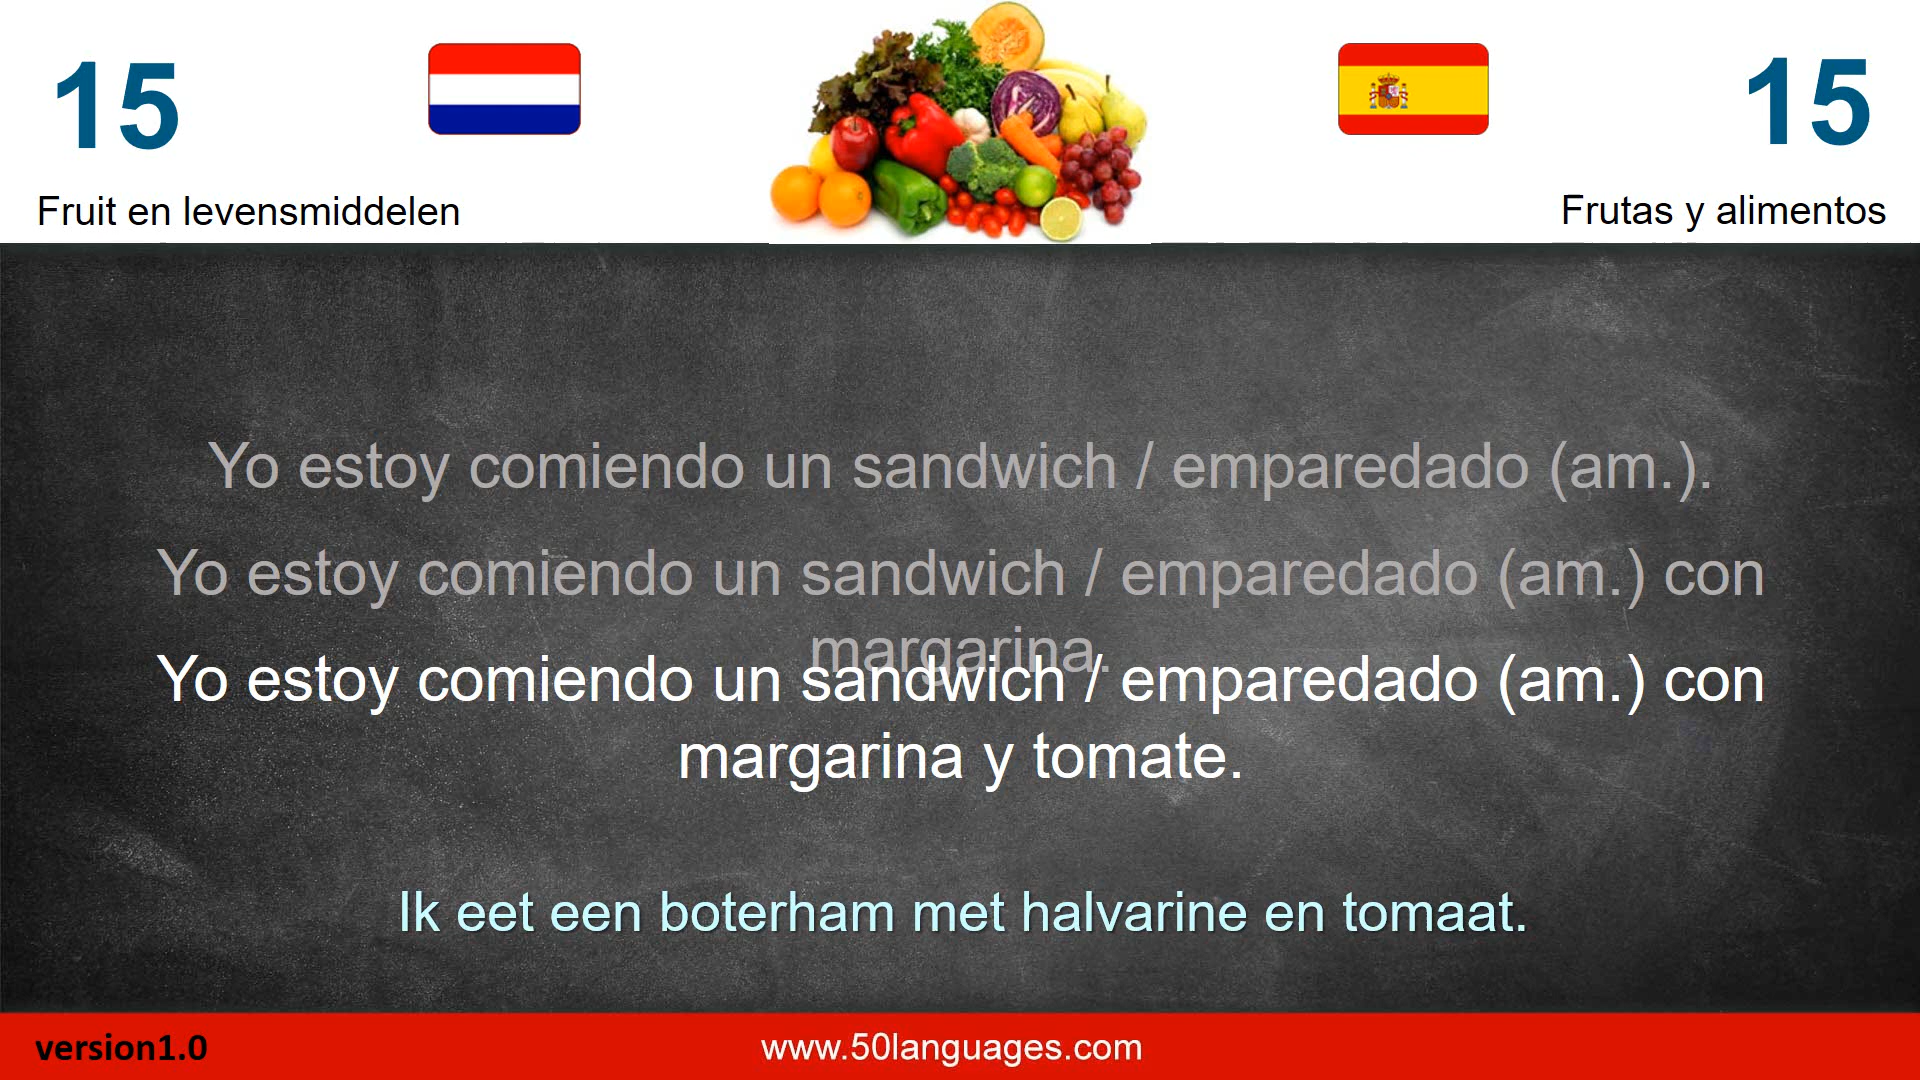 15
15
Fruit en levensmiddelen
Frutas y alimentos
Yo estoy comiendo un sandwich / emparedado (am.).
Yo estoy comiendo un sandwich / emparedado (am.) con
margarina.
Yo estoy comiendo un sandwich / emparedado (am.) con
margarina y tomate.
Ik eet een boterham met halvarine en tomaat.
version1.0
www.50languages.com